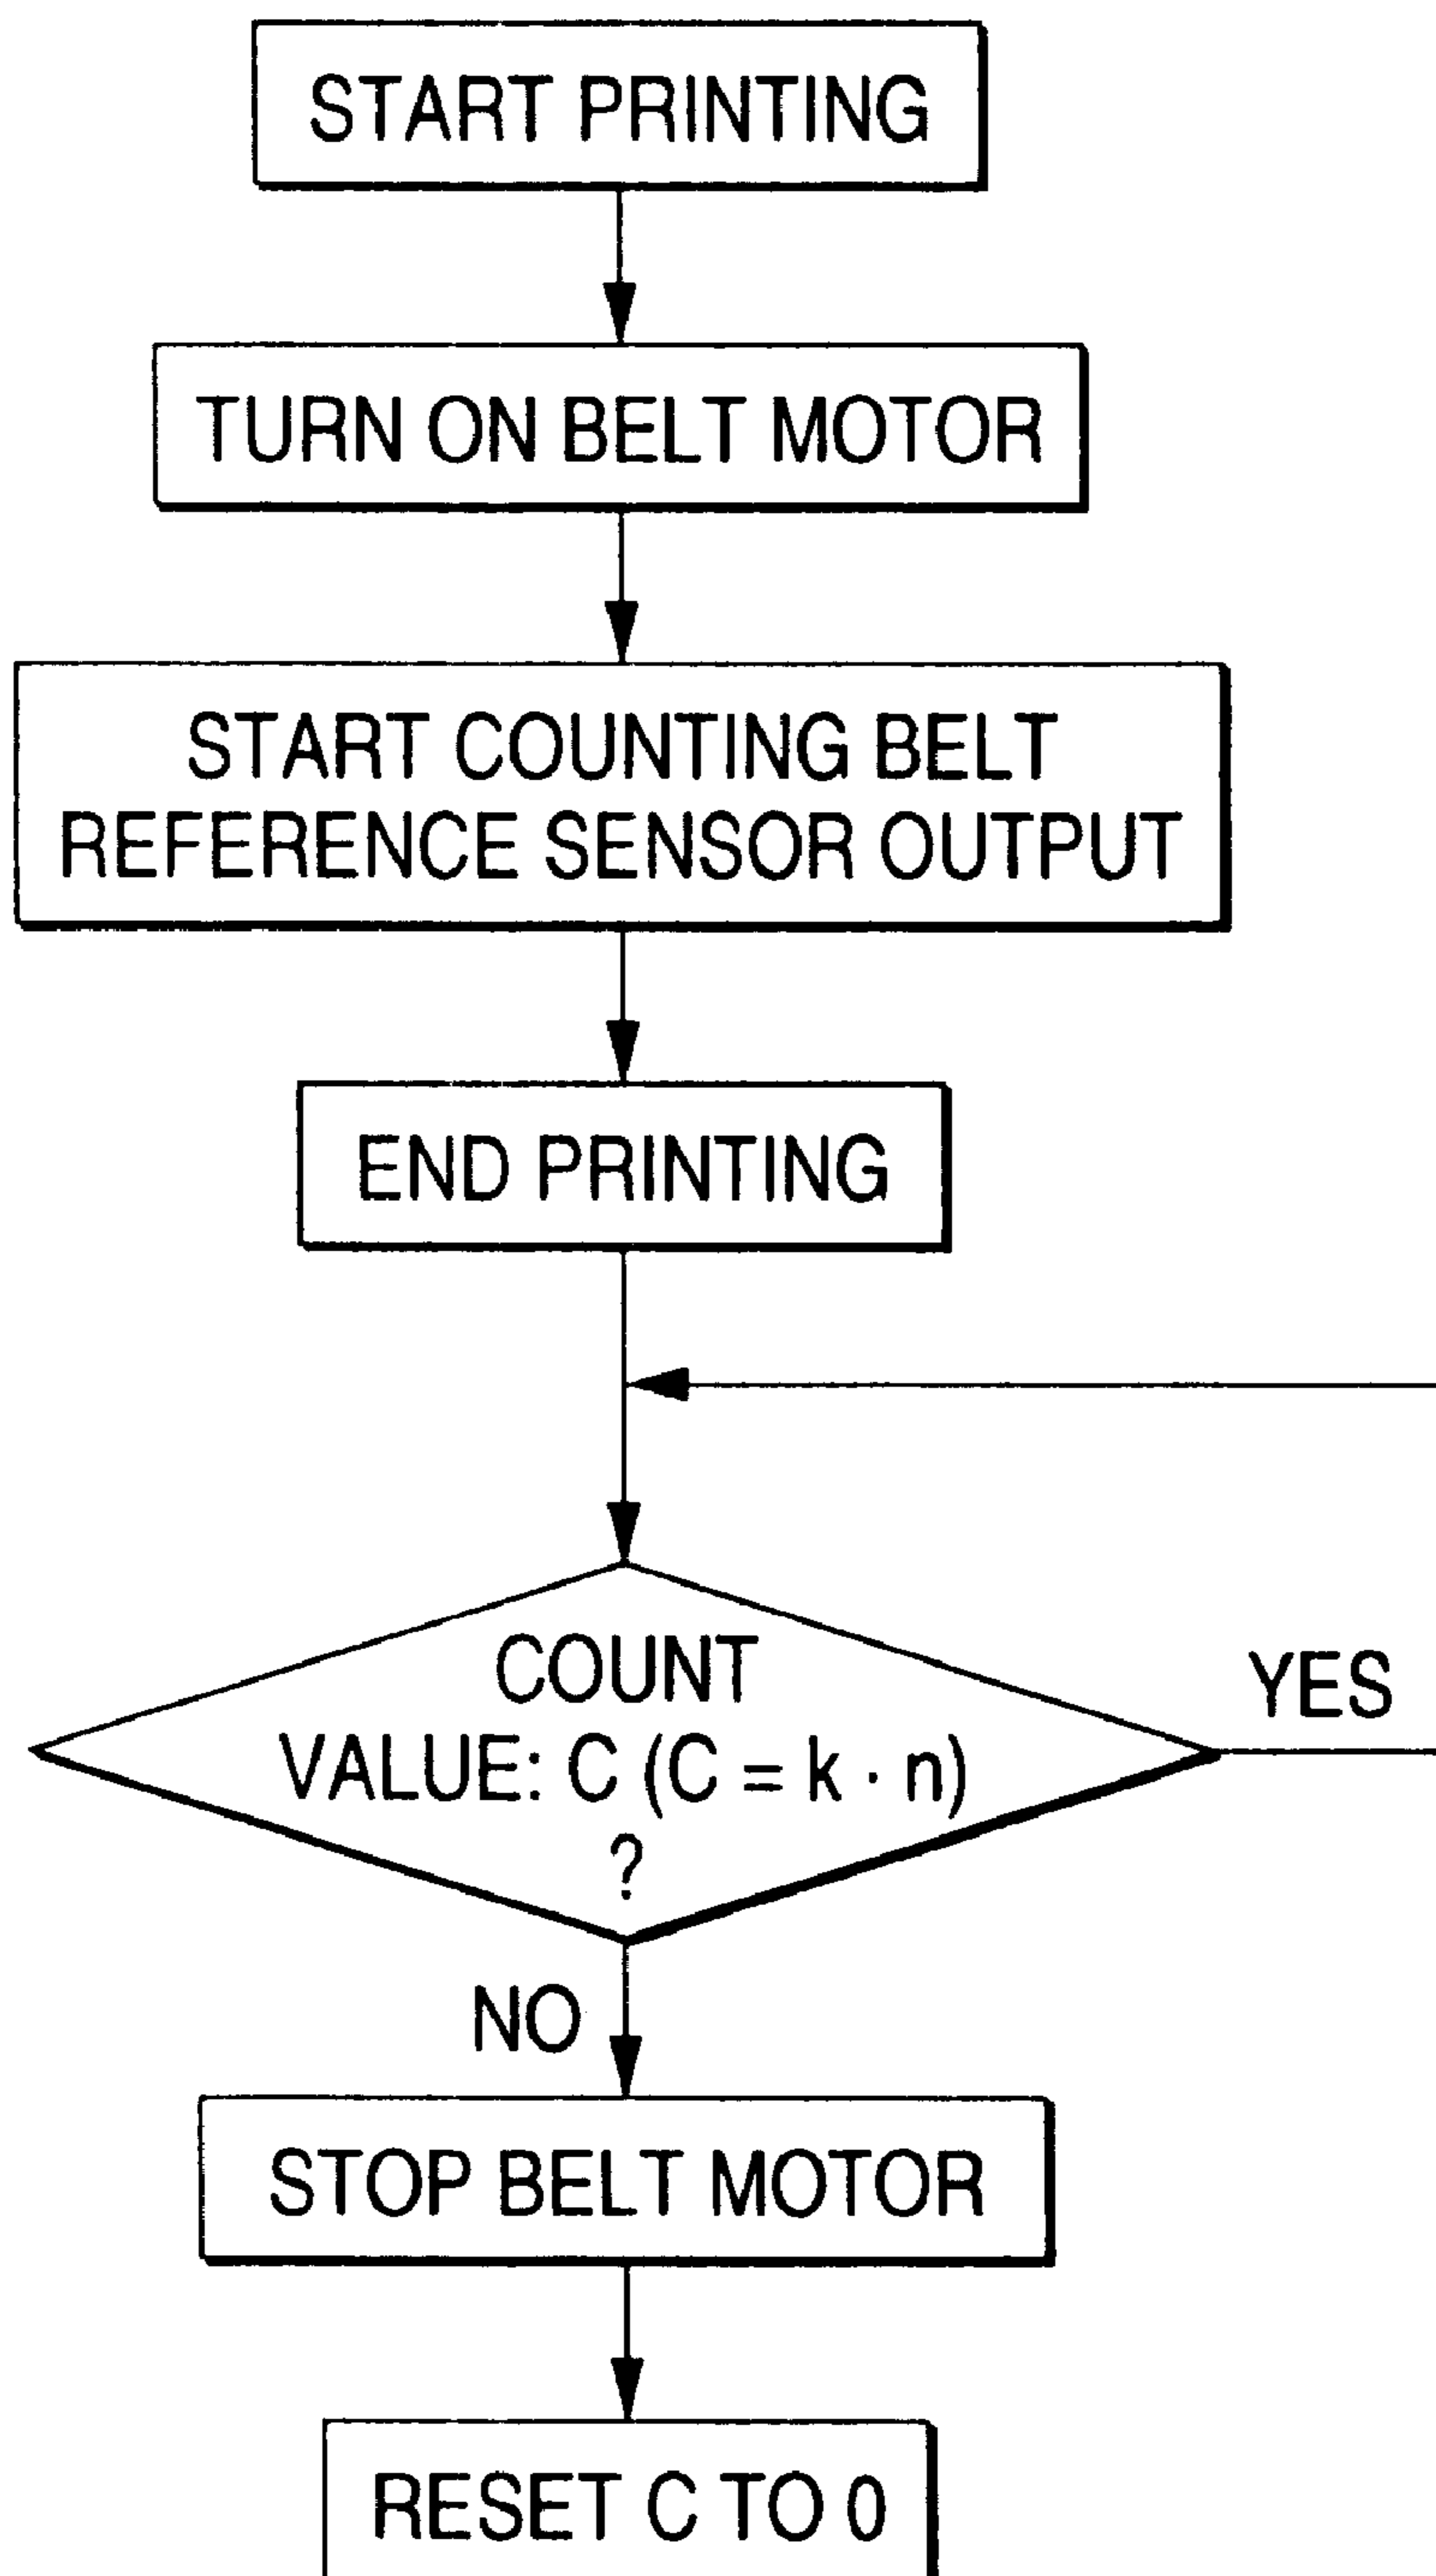 START PRINTING
TURN ON BELT MOTOR
START COUNTING BELT
REFERENCE SENSOR OUTPUT
END PRINTING
COUNT
VALUE: C (C = k · n)
?
YES
NO
STOP BELT MOTOR
RESET C TO 0